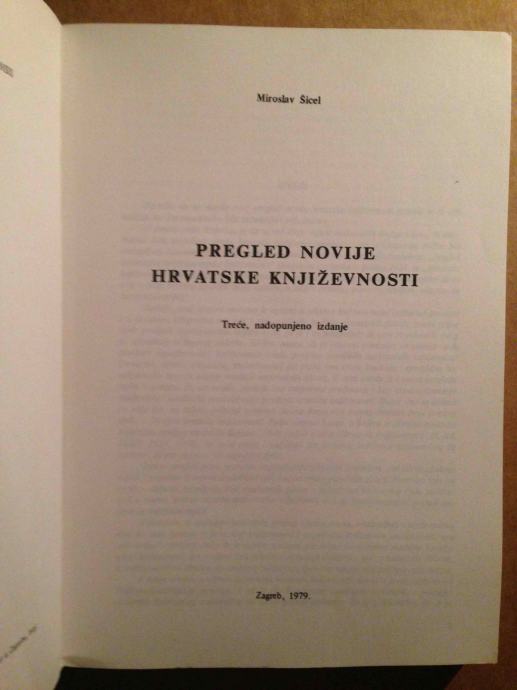 Miroslav Šicel
PREGLED NOVIJE
HRVATSKE KNJIŽEVNOSTI
Treće, nadopunjeno izdanje
Zagreb, 1979.